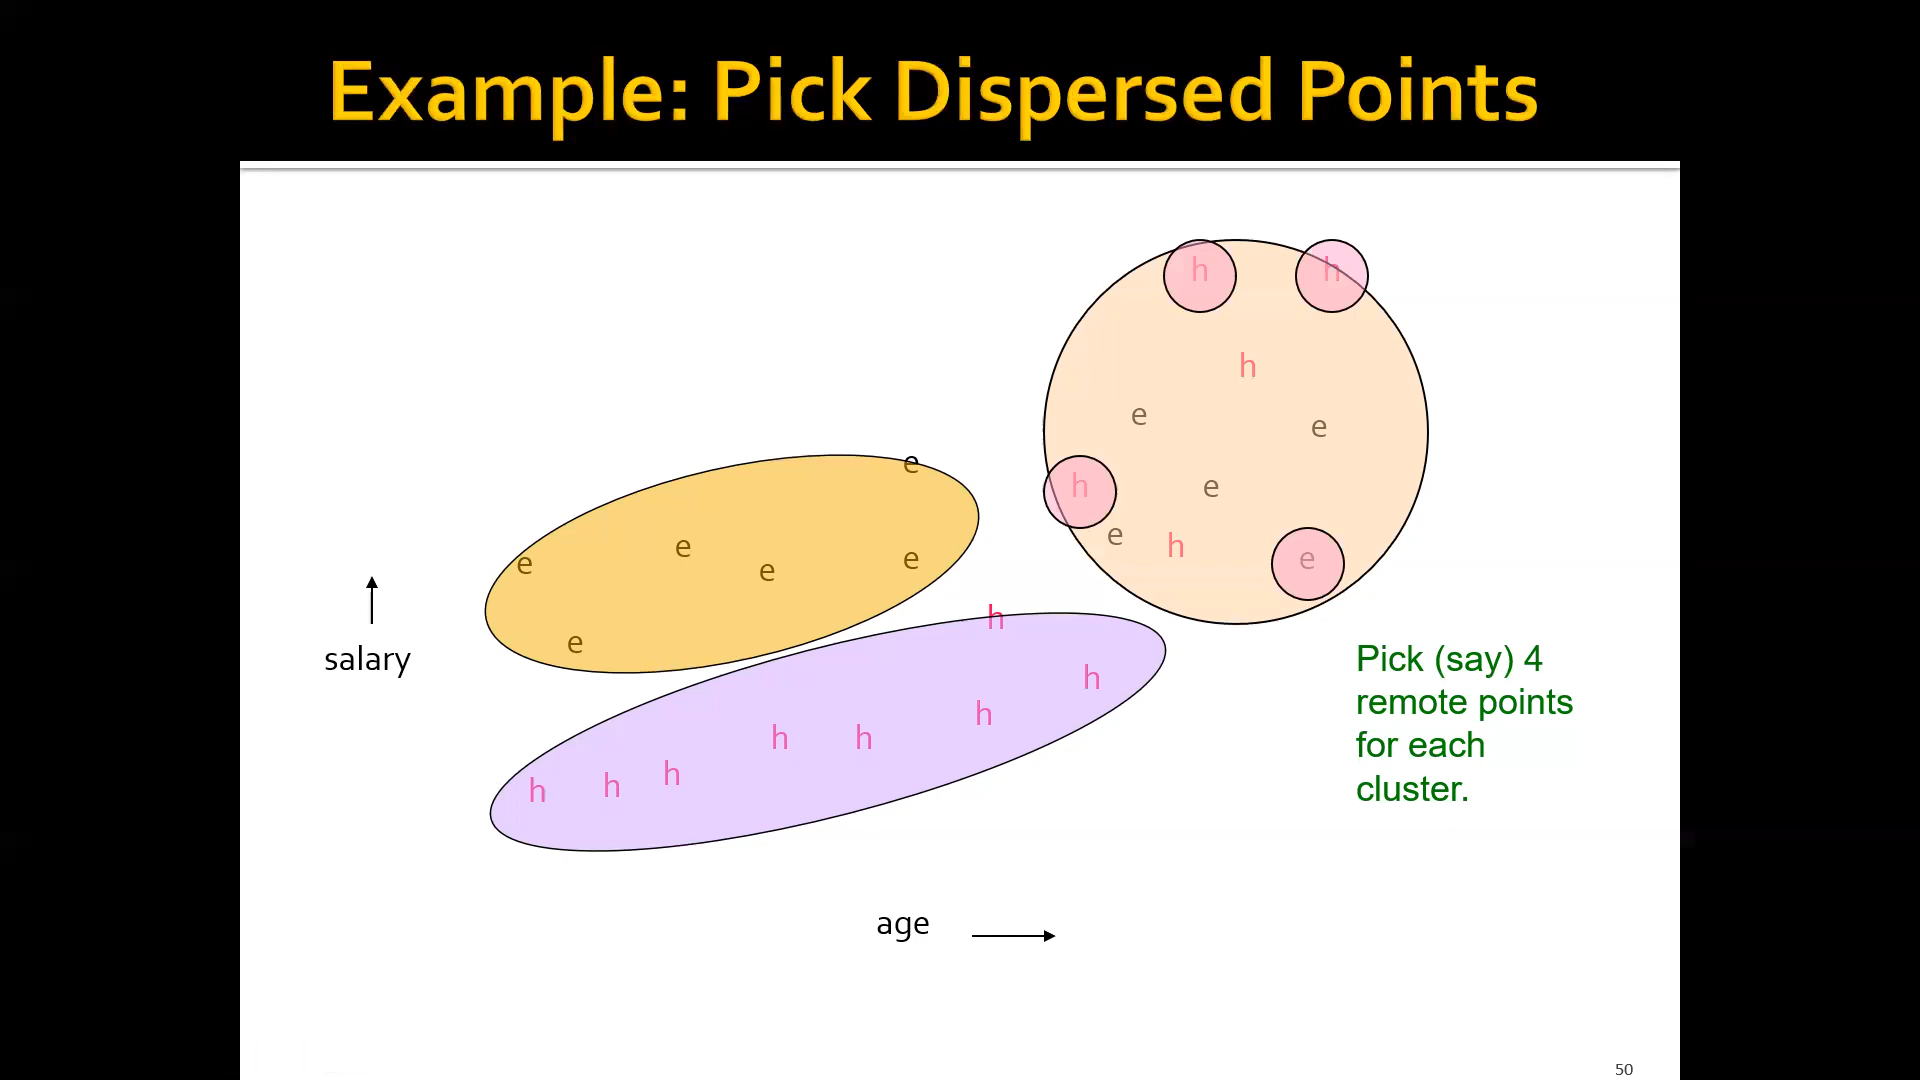 Example: Pick Dispersed Points
h h
h
e e
e
h e
e h e
e e
e e e
e
h
h
h
h h
h h h
salary
Pick (say) 4
remote points
for each
cluster.
age
50